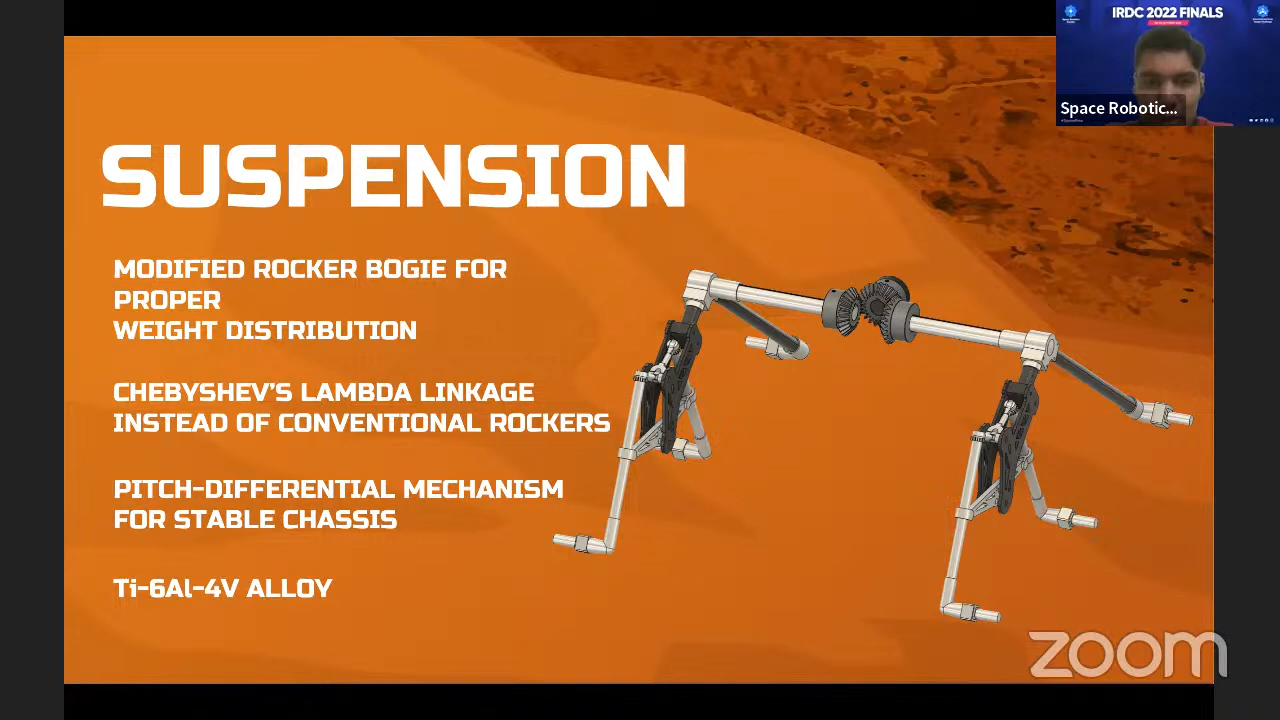 IRDC 2022 FINALS
Space Robotic...
SUSPENSION
MODIFIED ROCKER BOGIE FOR
PROPER
WEIGHT DISTRIBUTION
CHEBYSHEV'S LAMBDA LINKAGE
INSTEAD OF CONVENTIONAL ROCKERS
PITCH-DIFFERENTIAL MECHANISM
FOR STABLE CHASSIS
Ti-6Al-4V ALLOY
zoom